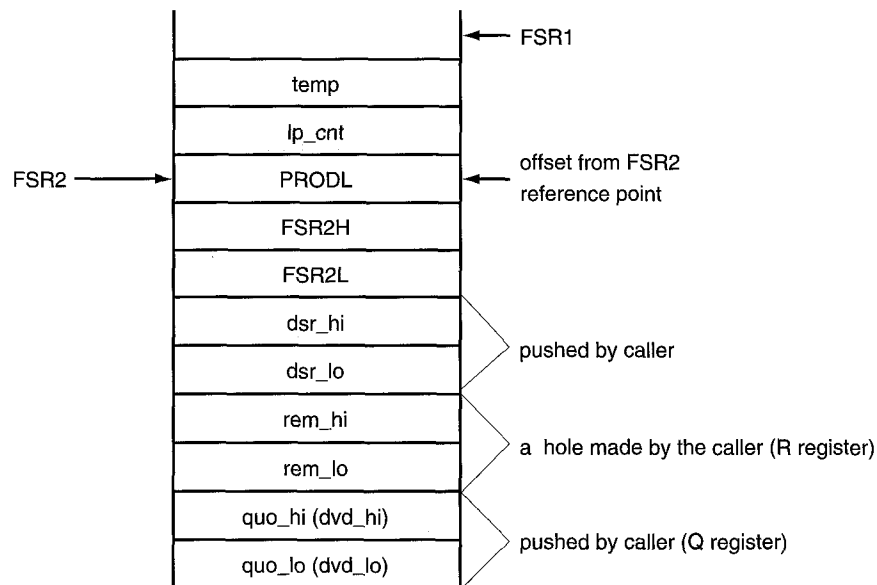 FSR1
temp
lp_cnt
FSR2
PRODL
offset from FSR2
reference point
FSR2H
FSR2L
dsr_hi
dsr_lo
pushed by caller
rem_hi
rem_lo
a hole made by the caller (R register)
quo_hi (dvd_hi)
quo_lo (dvd_lo)
pushed by caller (Q register)